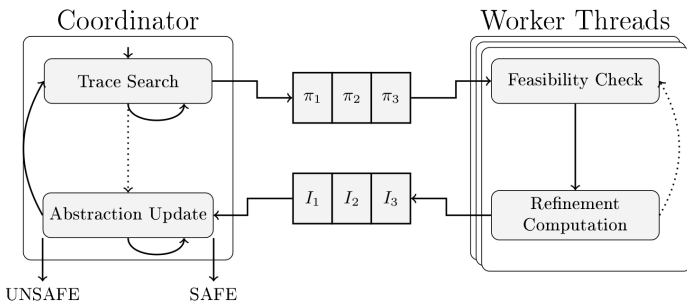 Coordinator
Worker Threads
Trace Search
π₁ π₂ π₃
Feasibility Check
Abstraction Update
I₁ I₂ I₃
Refinement
Computation
UNSAFE
SAFE